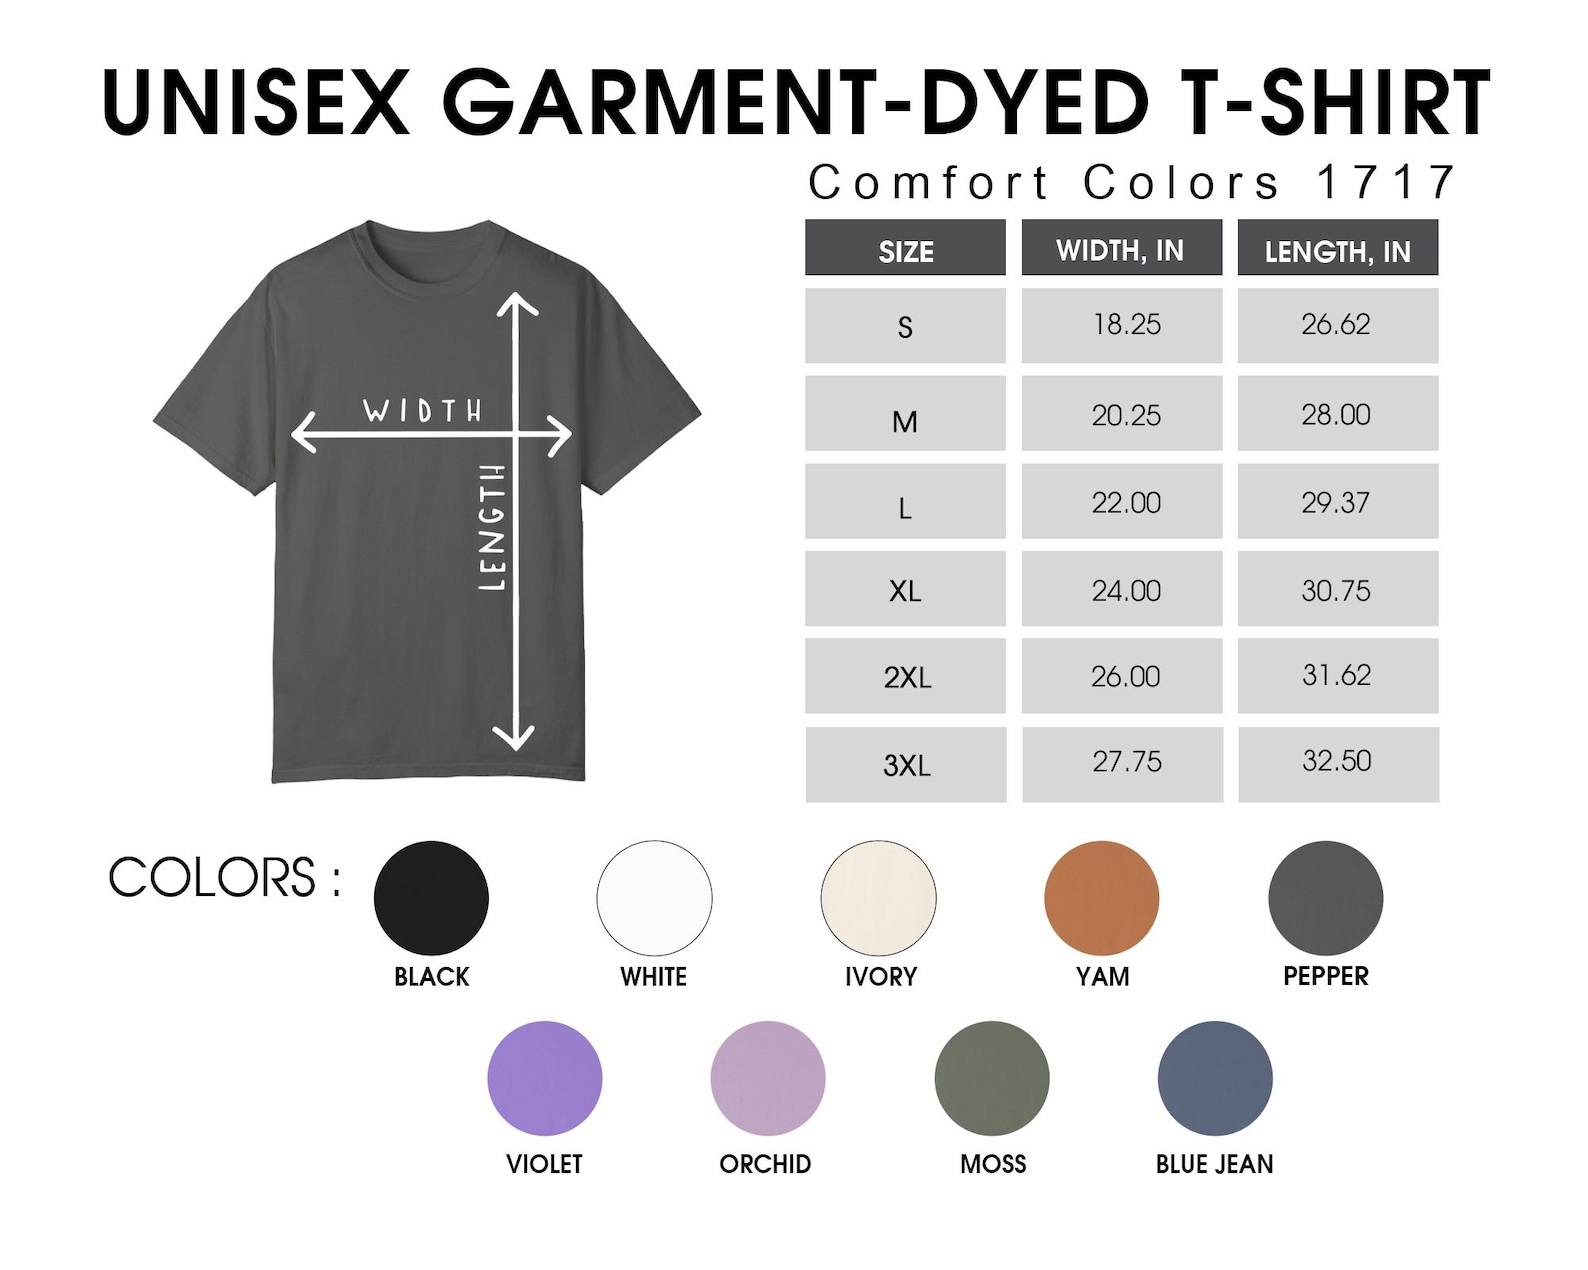 UNISEX GARMENT-DYED T-SHIRT
Comfort Colors 1717
WIDTH
LENGTH
SIZE WIDTH, IN LENGTH, IN
S 18.25 26.62
M 20.25 28.00
L 22.00 29.37
XL 24.00 30.75
2XL 26.00 31.62
3XL 27.75 32.50
COLORS :
BLACK WHITE IVORY YAM PEPPER
VIOLET ORCHID MOSS BLUE JEAN